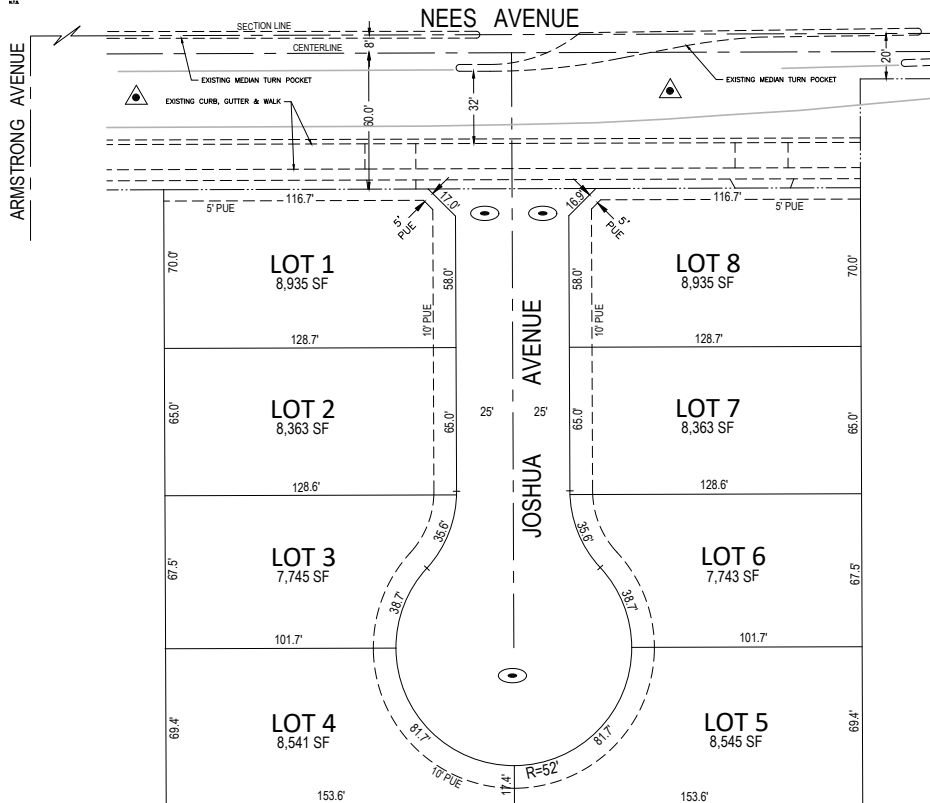 NEES AVENUE
SECTION LINE
CENTERLINE
8'
20'
ARMSTRONG AVENUE
EXISTING MEDIAN TURN POCKET
EXISTING MEDIAN TURN POCKET
EXISTING CURB, GUTTER & WALK
60.0'
32'
116.7'
5' PUE
17.0'
5' PUE
16.9'
5' PUE
116.7'
5' PUE
70.0'
LOT 1
8,935 SF
58.0'
10' PUE
128.7'
58.0'
10' PUE
LOT 8
8,935 SF
70.0'
128.7'
65.0'
LOT 2
8,363 SF
65.0'
128.6'
25'
25'
JOSHUA AVENUE
65.0'
LOT 7
8,363 SF
65.0'
128.6'
67.5'
LOT 3
7,745 SF
35.6'
38.7'
101.7'
35.6'
38.7'
LOT 6
7,743 SF
67.5'
101.7'
69.4'
LOT 4
8,541 SF
81.7'
10' PUE
153.6'
17.4'
R=52'
81.7'
LOT 5
8,545 SF
69.4'
153.6'